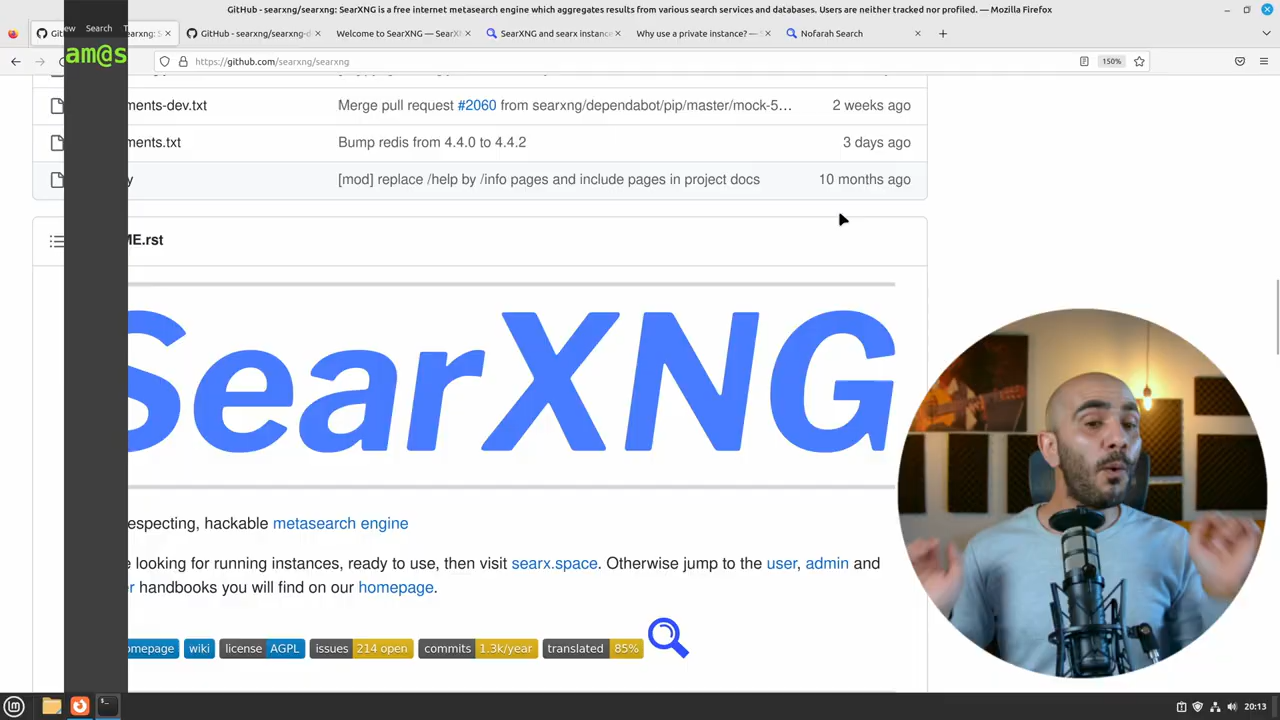 GitHub - searxng/searxng: SearXNG is a free internet metasearch engine which aggregates results from various search services and databases. Users are neither tracked nor profiled. — Mozilla Firefox
ew Search T
GitHub - searxng/searxng-d
Welcome to SearXNG — SearX
SearXNG and searx instance
Why use a private instance? — S
Nofarah Search
am@s
https://github.com/searxng/searxng
150%
ments-dev.txt Merge pull request #2060 from searxng/dependabot/pip/master/mock-5... 2 weeks ago
ments.txt Bump redis from 4.4.0 to 4.4.2 3 days ago
y [mod] replace /help by /info pages and include pages in project docs 10 months ago
ME.rst
SearXNG
especting, hackable metasearch engine
e looking for running instances, ready to use, then visit searx.space. Otherwise jump to the user, admin and
er handbooks you will find on our homepage.
omepage wiki license AGPL issues 214 open commits 1.3k/year translated 85%
20:13